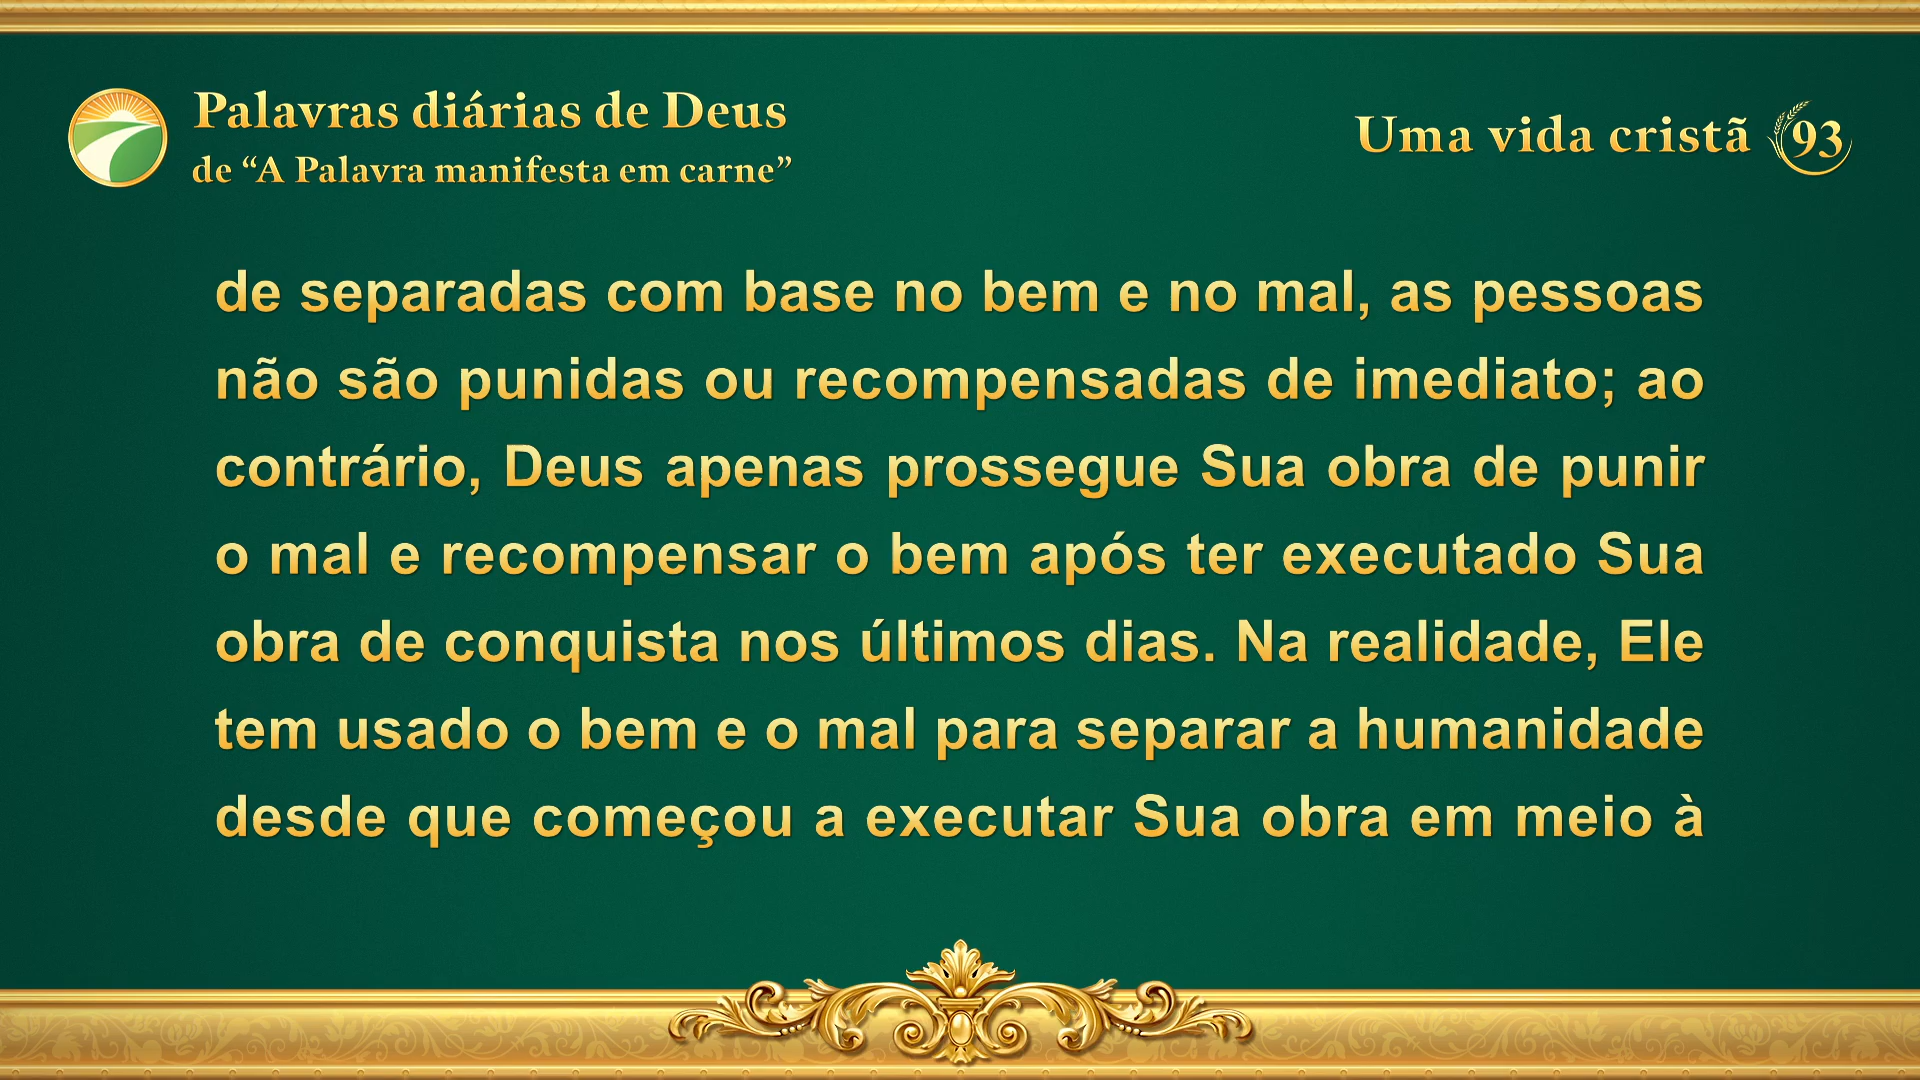 Palavras diárias de Deus
de “A Palavra manifesta em carne”
Uma vida cristã 93
de separadas com base no bem e no mal, as pessoas
não são punidas ou recompensadas de imediato; ao
contrário, Deus apenas prossegue Sua obra de punir
o mal e recompensar o bem após ter executado Sua
obra de conquista nos últimos dias. Na realidade, Ele
tem usado o bem e o mal para separar a humanidade
desde que começou a executar Sua obra em meio à